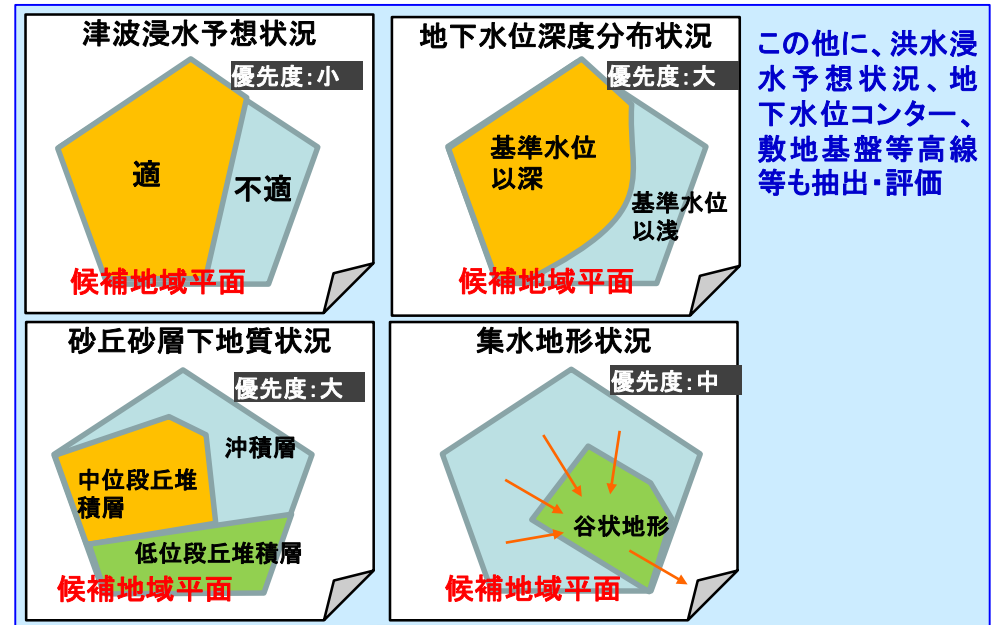 津波浸水予想状況
優先度：小
適
不適
候補地域平面
地下水位深度分布状況
優先度：大
基準水位
以深
基準水位
以浅
候補地域平面
この他に、洪水浸
水予想状況、地
下水位コンター、
敷地基盤等高線
等も抽出・評価
砂丘砂層下地質状況
優先度：大
沖積層
中位段丘堆
積層
低位段丘堆積層
候補地域平面
集水地形状況
優先度：中
谷状地形
候補地域平面